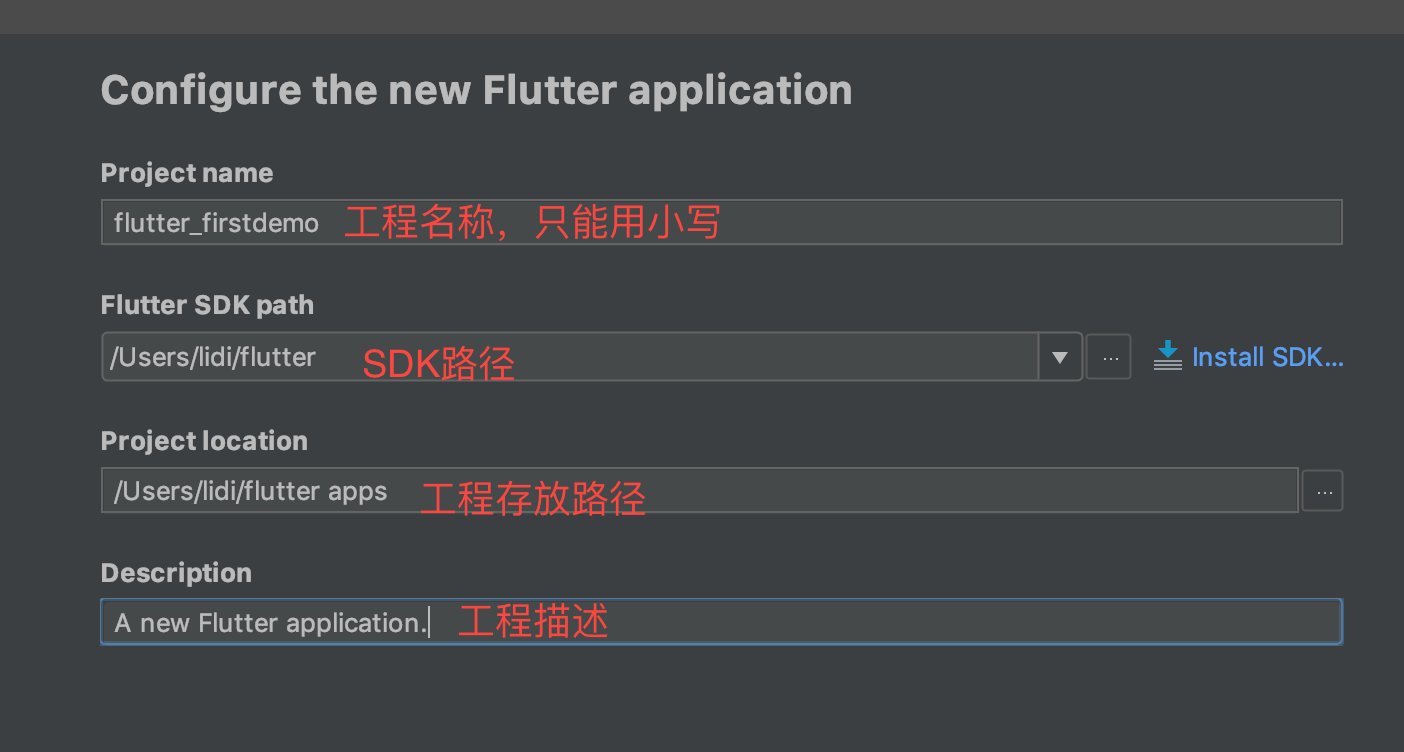 Configure the new Flutter application
Project name
flutter_firstdemo 工程名称，只能用小写
Flutter SDK path
/Users/lidi/flutter SDK路径 ... Install SDK...
Project location
/Users/lidi/flutter apps 工程存放路径 ...
Description
A new Flutter application. 工程描述